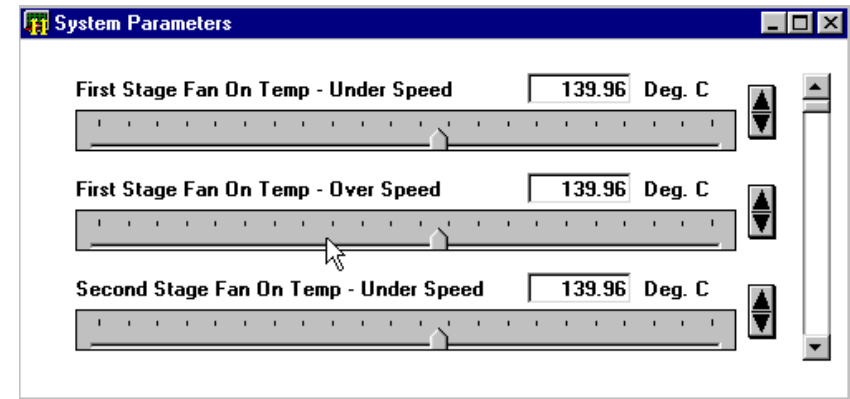 System Parameters
First Stage Fan On Temp - Under Speed 139.96 Deg. C
First Stage Fan On Temp - Over Speed 139.96 Deg. C
Second Stage Fan On Temp - Under Speed 139.96 Deg. C